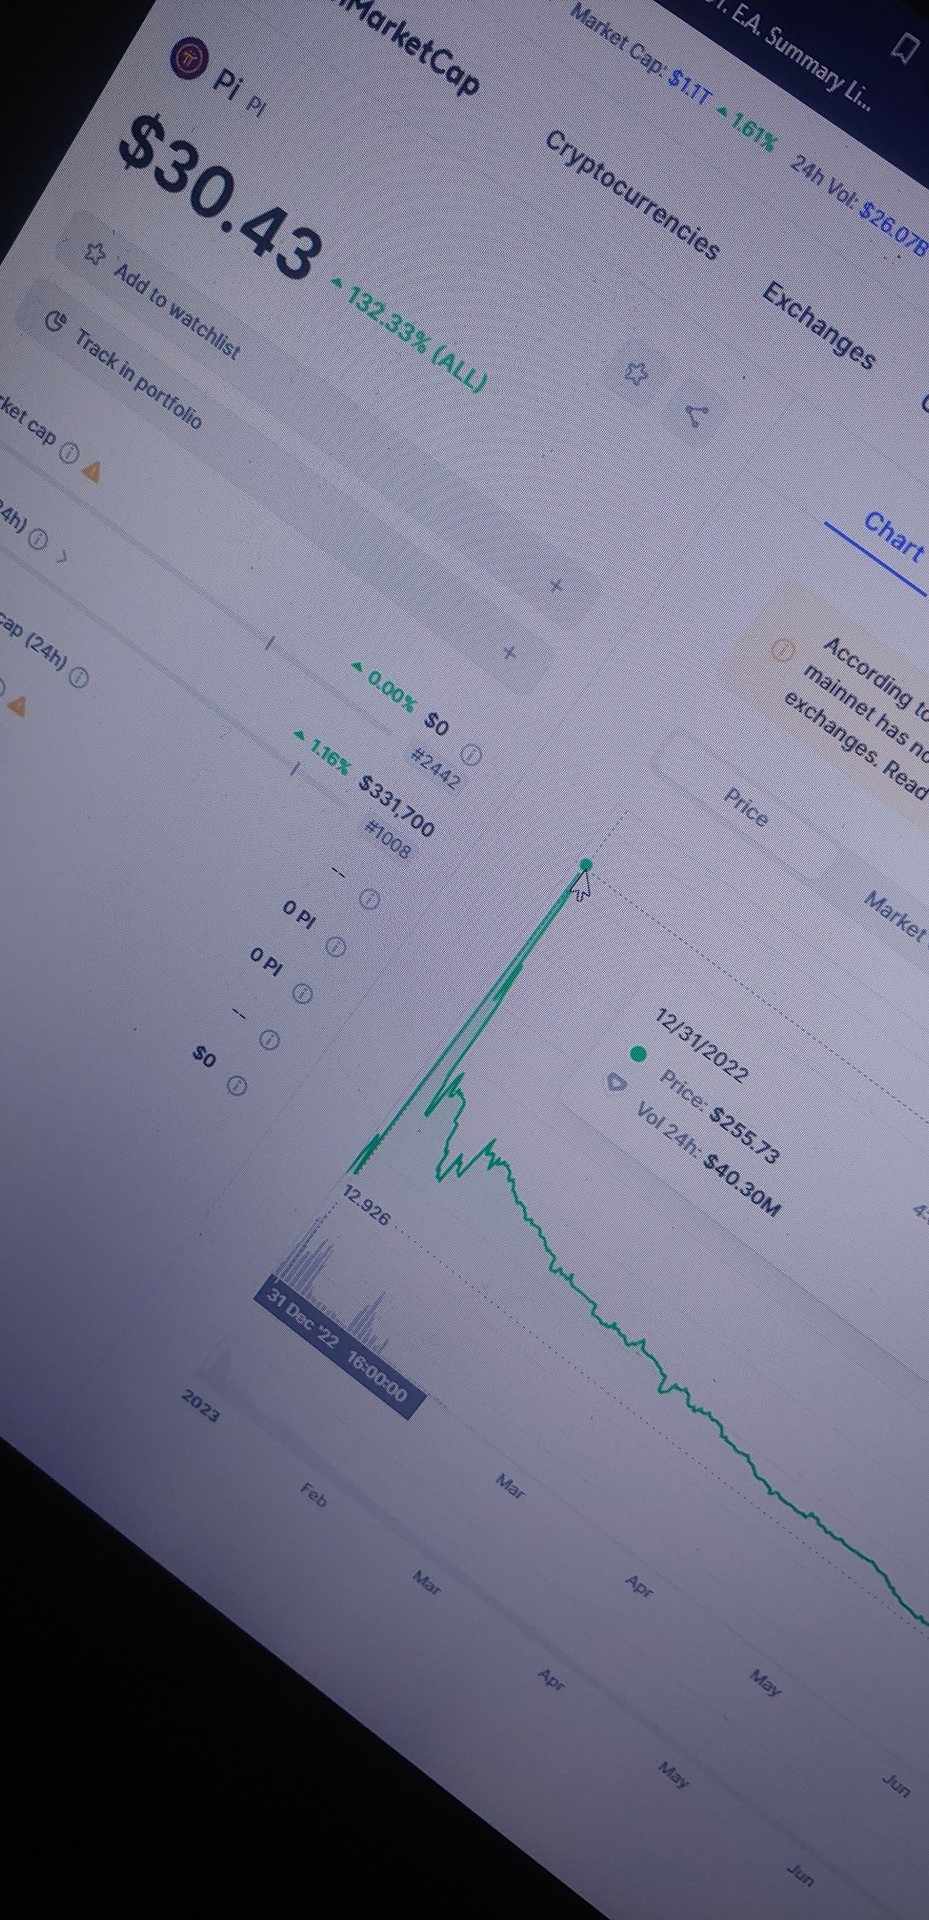 E.A. Summary Li...
Market Cap: $1.1T 1.61% 24h Vol: $26.07B
MarketCap
Cryptocurrencies
Exchanges
Pi PI
$30.43
132.33% (ALL)
Add to watchlist
Track in portfolio
cap
0.00% $0
#2442
24h)
1.16% $331,700
#1008
cap (24h)
--
0 PI
0 PI
--
$0
Chart
According to
mainnet has
exchanges. Read
Price
Market
12/31/2022
Price: $255.73
Vol 24h: $40.30M
12.926
31 Dec '22 16:00:00
Mar
Apr
May
Jun
2023
Feb
Mar
Apr
May
Jun